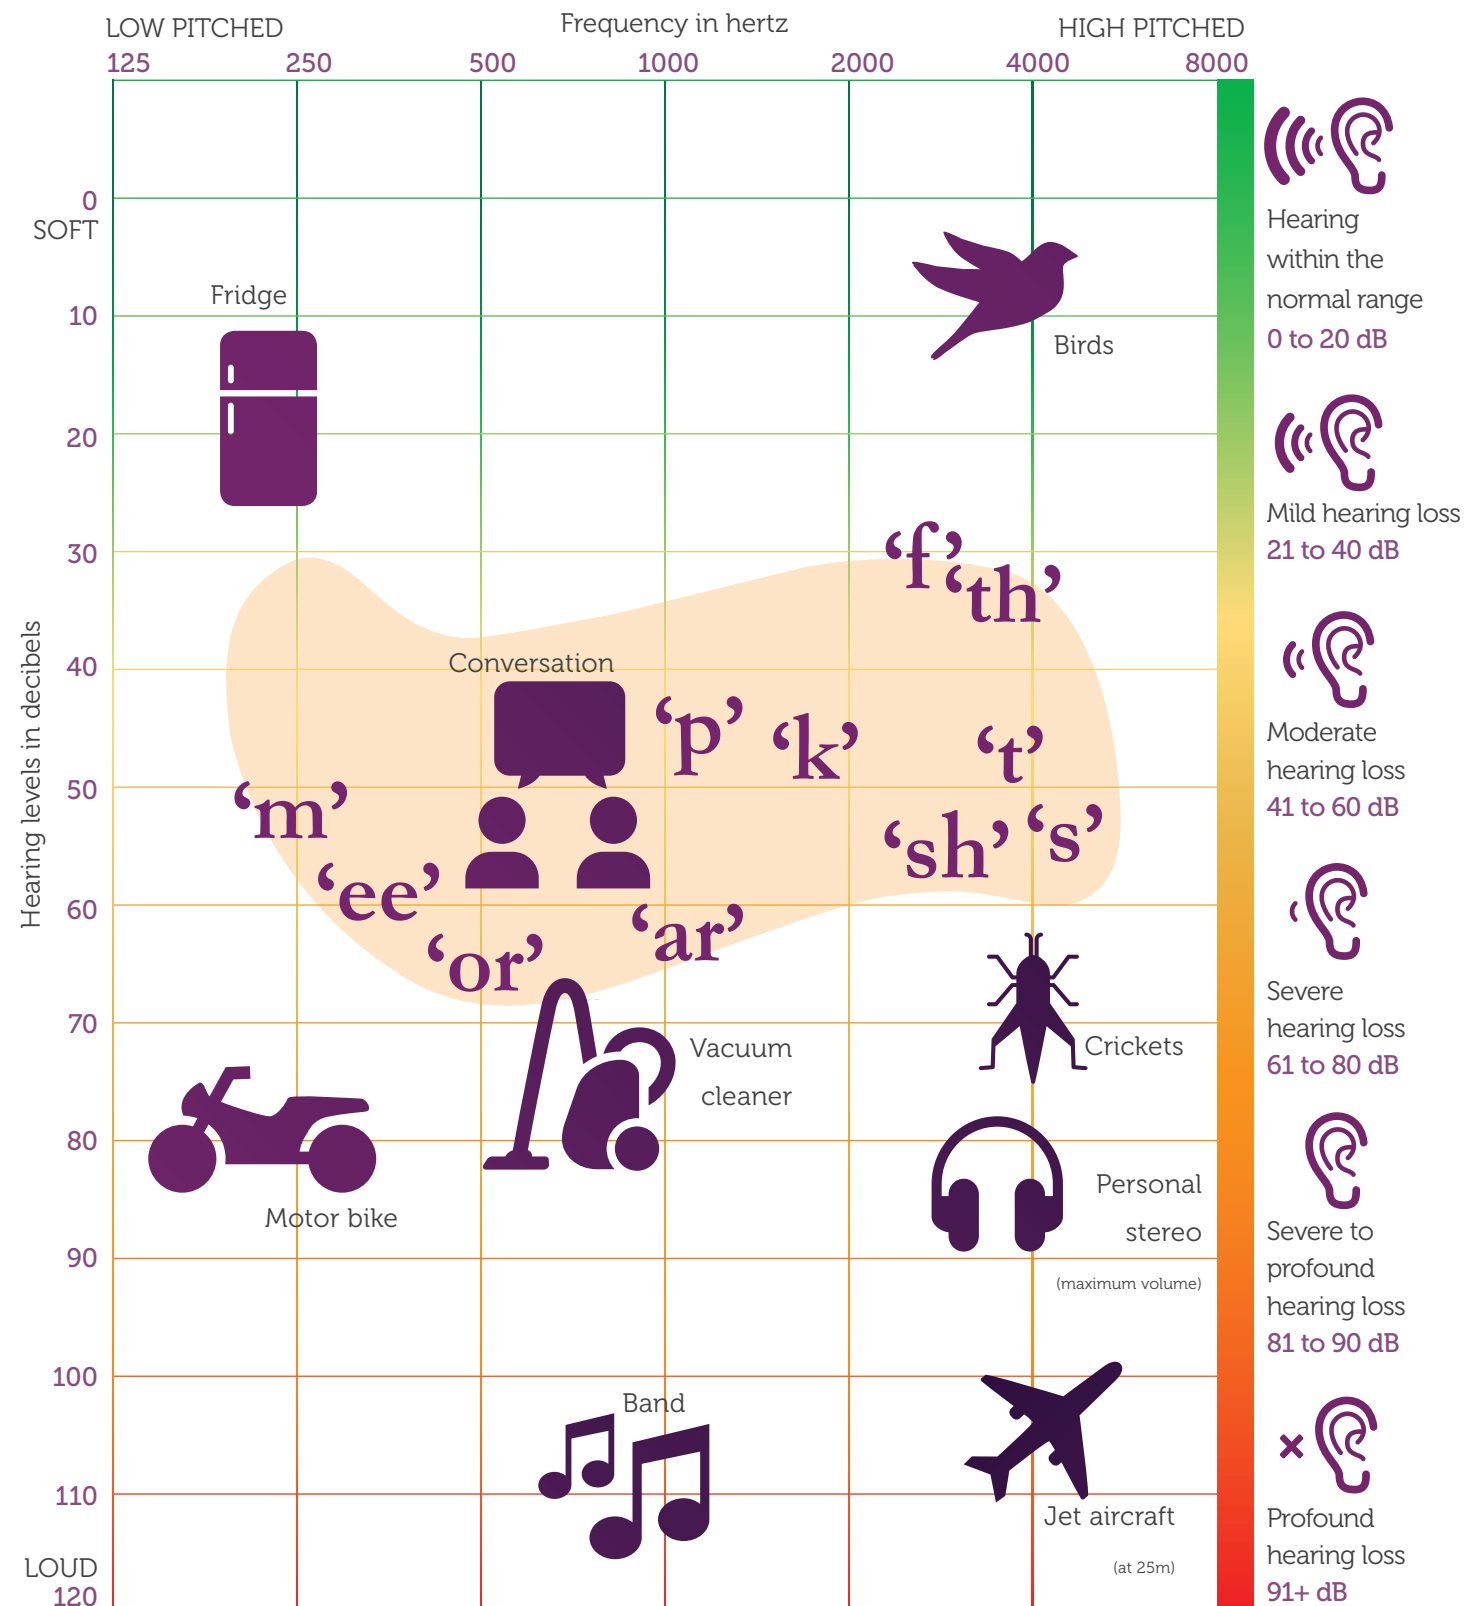 LOW PITCHED
Frequency in hertz
HIGH PITCHED
125 250 500 1000 2000 4000 8000
0
SOFT
10
20
30
40
50
60
70
80
90
100
110
LOUD
120
Hearing levels in decibels
Fridge
Birds
‘f’
‘th’
Conversation
‘p’
‘k’
‘t’
‘m’
‘sh’
‘s’
‘ee’
‘or’
‘ar’
Vacuum
cleaner
Crickets
Motor bike
Personal
stereo
(maximum volume)
Band
Jet aircraft
(at 25m)
Hearing
within the
normal range
0 to 20 dB
Mild hearing loss
21 to 40 dB
Moderate
hearing loss
41 to 60 dB
Severe
hearing loss
61 to 80 dB
Severe to
profound
hearing loss
81 to 90 dB
Profound
hearing loss
91+ dB